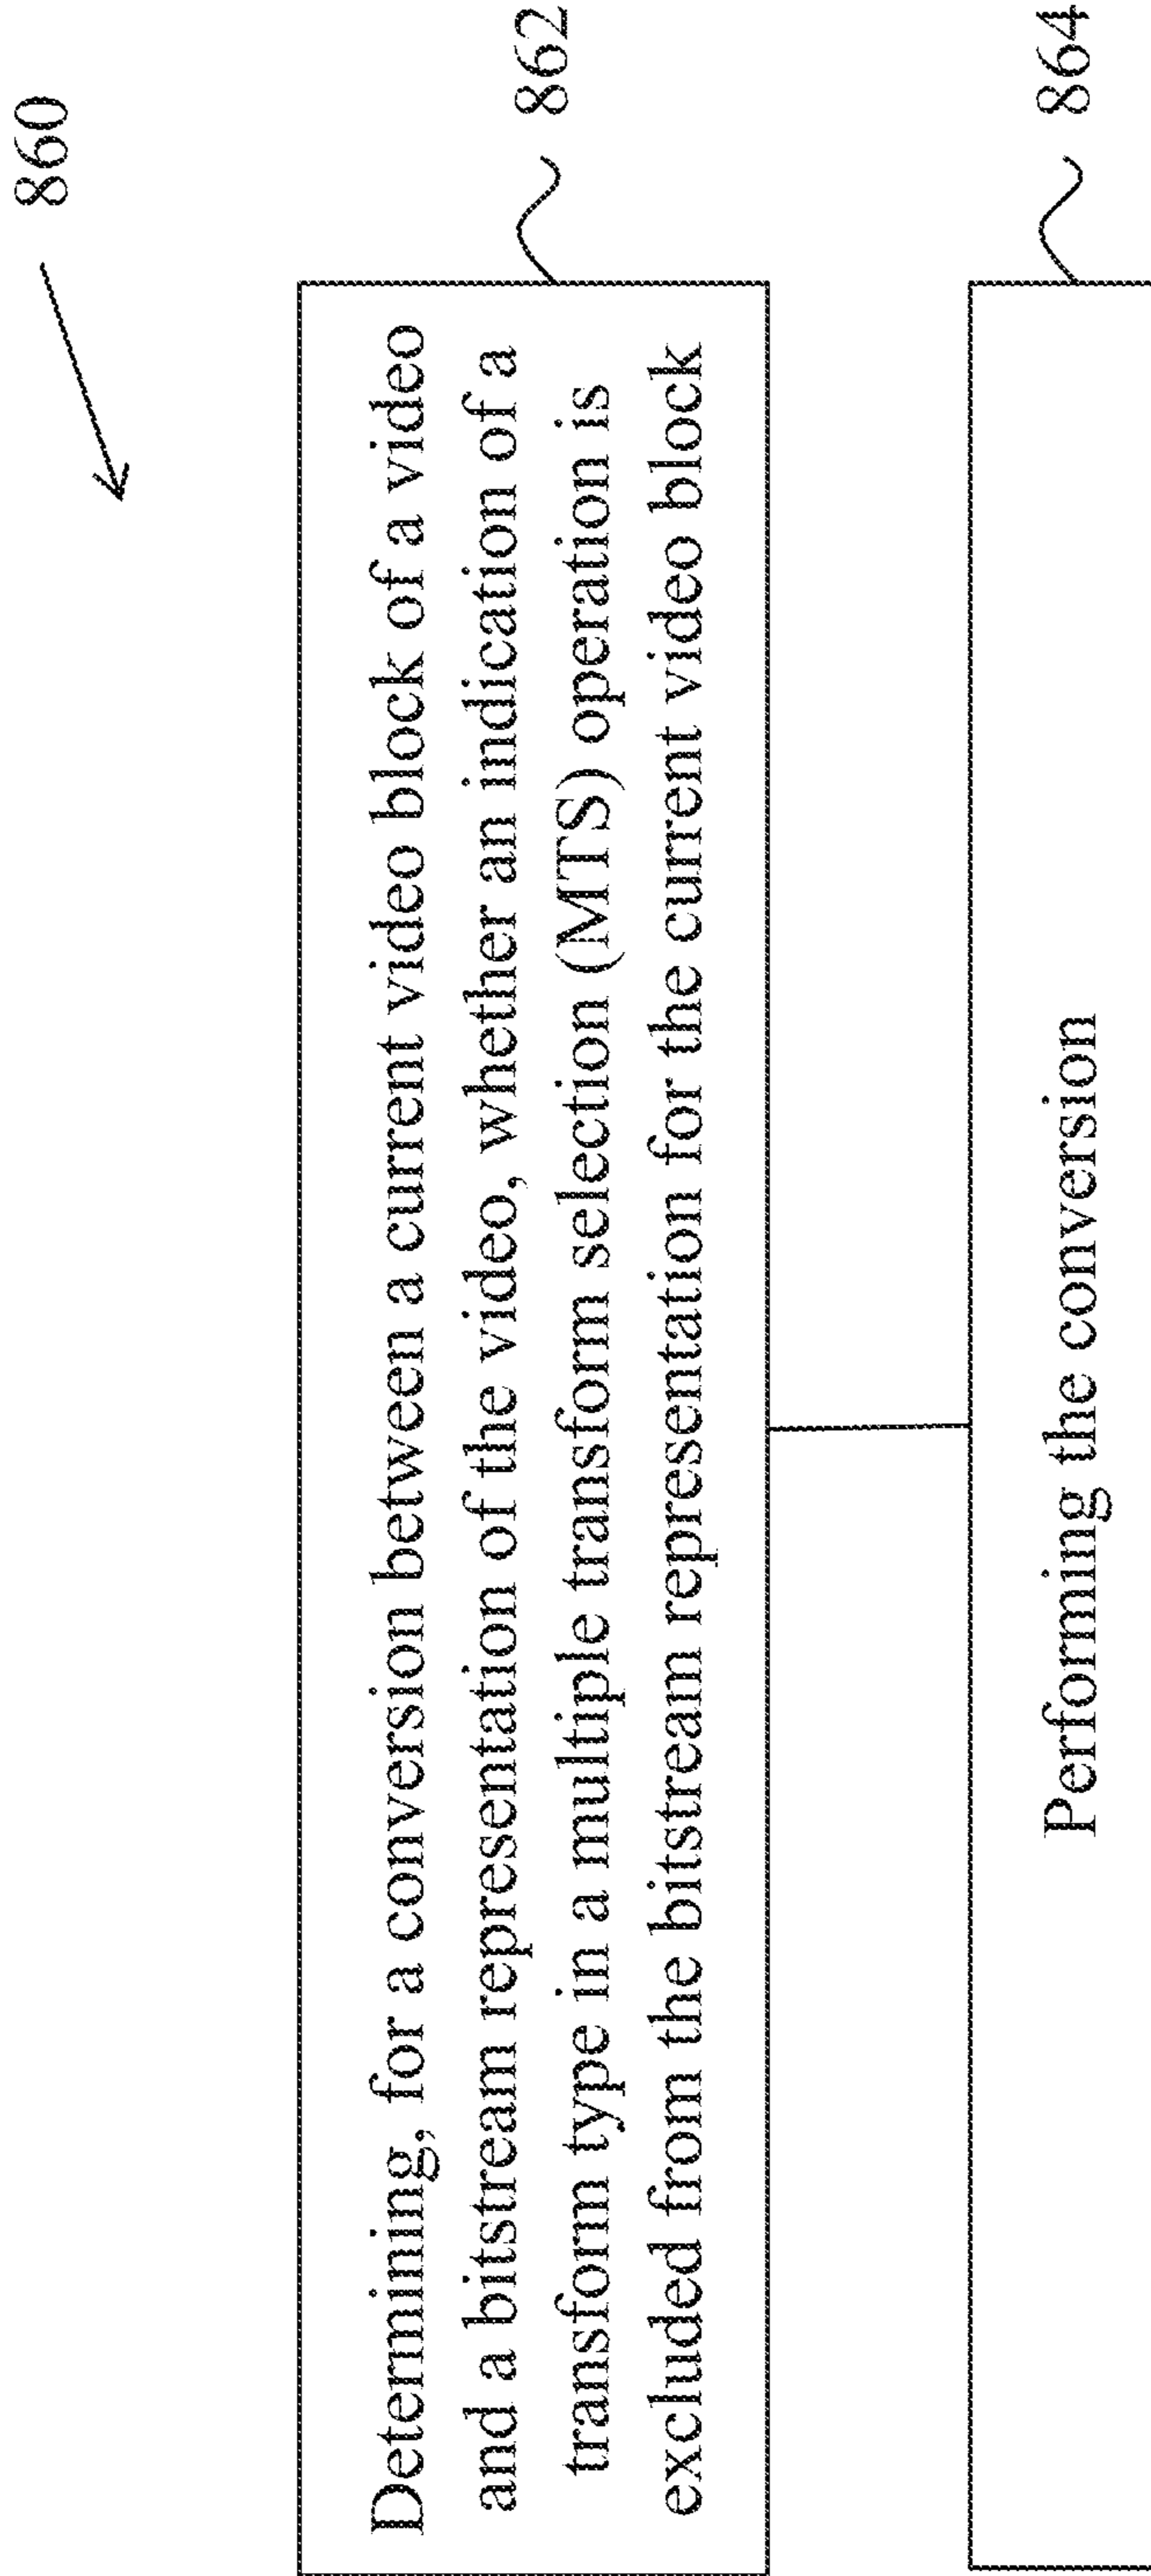 860
Determining, for a conversion between a current video block of a video
and a bitstream representation of the video, whether an indication of a
transform type in a multiple transform selection (MTS) operation is
excluded from the bitstream representation for the current video block
862
Performing the conversion
864